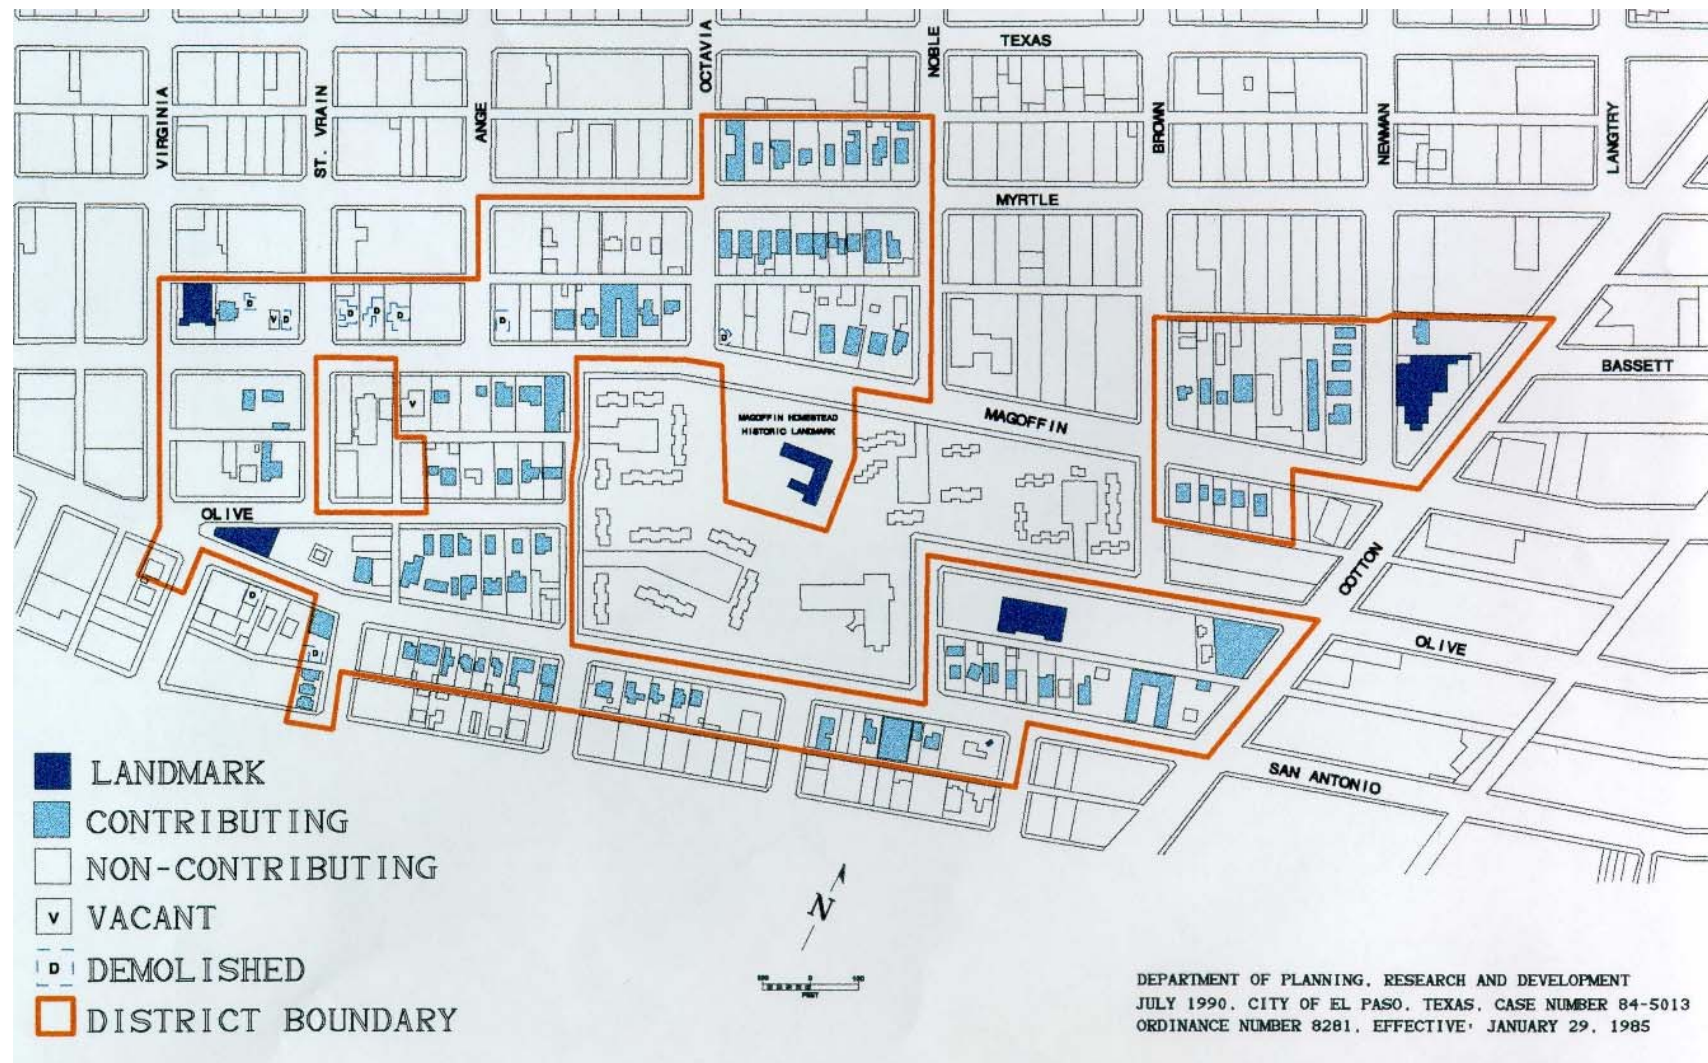 TEXAS
OCTAVIA
NOBLE
VIRGINIA
ST. VRAIN
ANGE
BROWN
NEWMAN
LANGTRY
MYRTLE
D
V D
D D D
D
D
BASSETT
V
MAGOFFIN HOMESTEAD
HISTORIC LANDMARK
MAGOFFIN
OLIVE
COTTON
D
D
OLIVE
SAN ANTONIO
LANDMARK
CONTRIBUTING
NON-CONTRIBUTING
V VACANT
D DEMOLISHED
DISTRICT BOUNDARY
N
0
FEET
DEPARTMENT OF PLANNING, RESEARCH AND DEVELOPMENT
JULY 1990, CITY OF EL PASO, TEXAS, CASE NUMBER 84-5013
ORDINANCE NUMBER 8281, EFFECTIVE: JANUARY 29, 1985